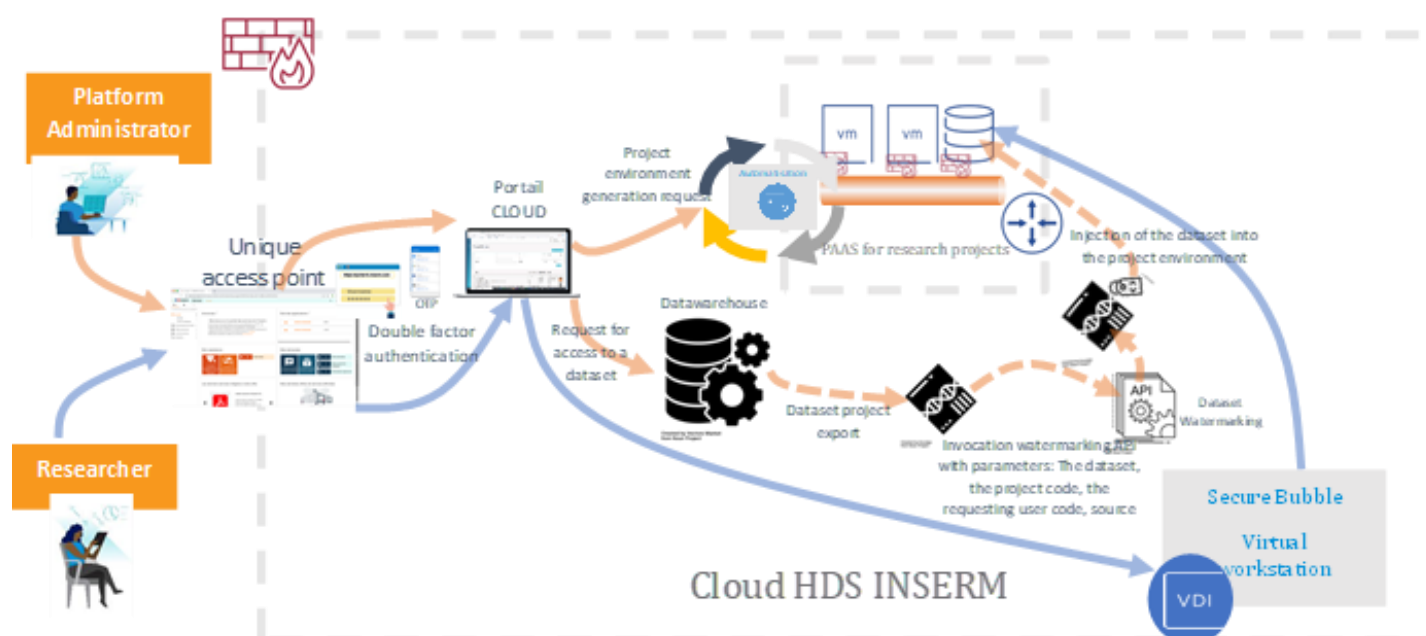 Platform
Administrator
Unique
access point
OTP
Double factor
authentication
Researcher
Portail
CLOUD
Project
environment
generation request
Automatisation
vm
vm
PAAS for research projects
Injection of the dataset into
the project environment
Request for
access to a
dataset
Datawarehouse
Dataset project
export
Invocation watermarking API
with parameters: The dataset,
the project code, the
requesting user code, source
API
Dataset
Watermarking
Secure Bubble
Virtual
workstation
VDI
Cloud HDS INSERM